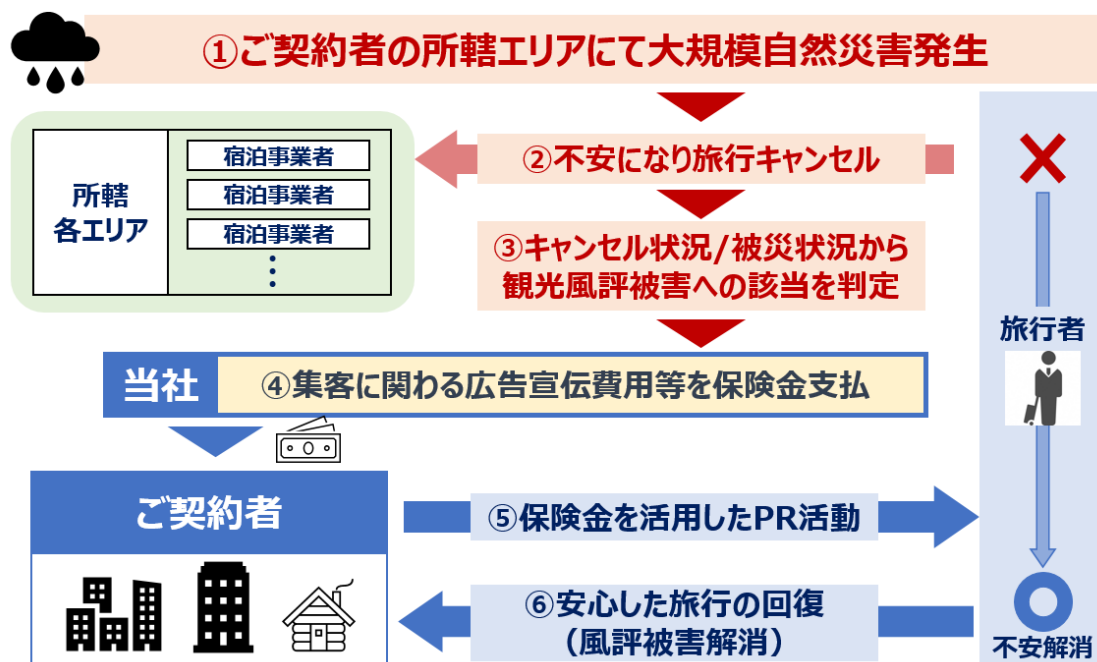 ①ご契約者の所轄エリアにて大規模自然災害発生
②不安になり旅行キャンセル
所轄
各エリア
宿泊事業者
宿泊事業者
宿泊事業者
⋮
③キャンセル状況/被災状況から
観光風評被害への該当を判定
旅行者
当社
④集客に関わる広告宣伝費用等を保険金支払
ご契約者
⑤保険金を活用したPR活動
⑥安心した旅行の回復
（風評被害解消）
不安解消